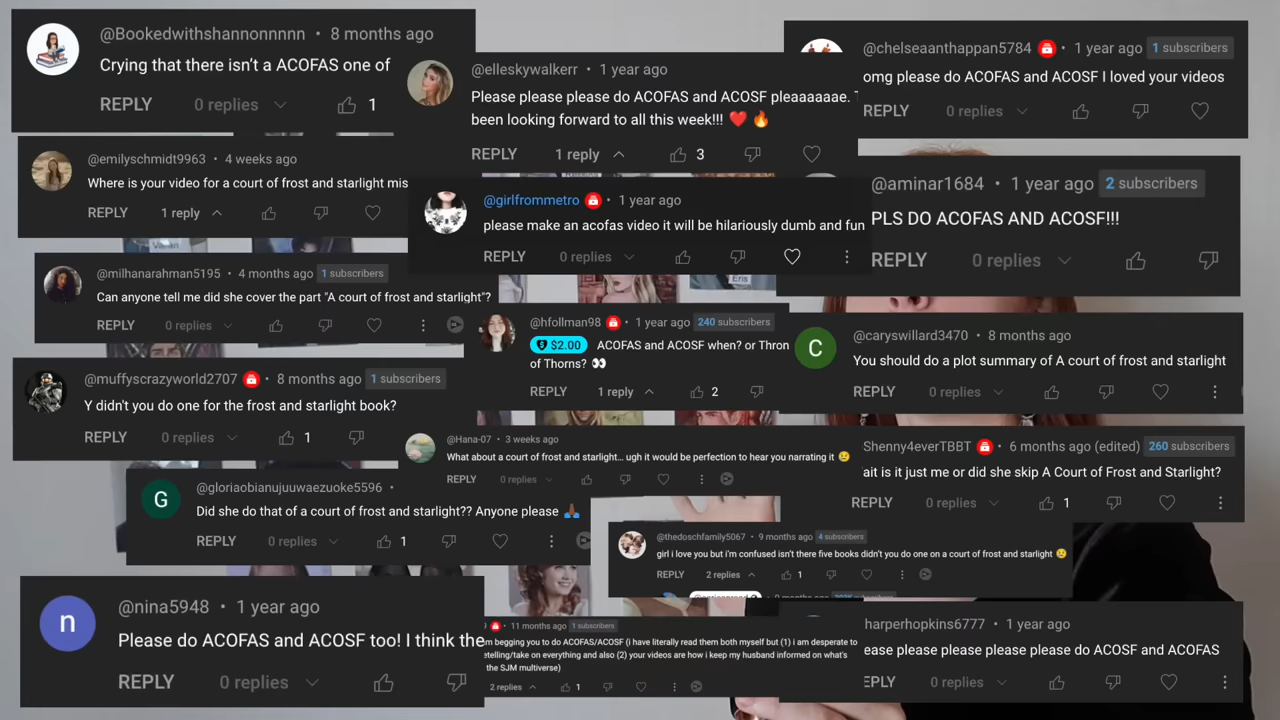 @Bookedwithshannonnnnn • 8 months ago
Crying that there isn't a ACOFAS one of
REPLY 0 replies 1
@elleskywalkerr • 1 year ago
Please please please do ACOFAS and ACOSF pleaaaaaae.
been looking forward to all this week!!! ❤️ 🔥
REPLY 1 reply 3
@chelseaanthappan5784 • 1 year ago 1 subscribers
omg please do ACOFAS and ACOSF I loved your videos
REPLY 0 replies
@emilyschmidt9963 • 4 weeks ago
Where is your video for a court of frost and starlight mis
REPLY 1 reply
@girlfrommetro • 1 year ago
please make an acofas video it will be hilariously dumb and fun
REPLY 0 replies
@aminar1684 • 1 year ago 2 subscribers
PLS DO ACOFAS AND ACOSF!!!
REPLY 0 replies
@milhanarahman5195 • 4 months ago 1 subscribers
Can anyone tell me did she cover the part "A court of frost and starlight"?
REPLY 0 replies
Eris
@hfollman98 • 1 year ago 240 subscribers
$2.00 ACOFAS and ACOSF when? or Thron
of Thorns? 👀
REPLY 1 reply 2
C
@caryswillard3470 • 8 months ago
You should do a plot summary of A court of frost and starlight
REPLY 0 replies
@muffyscrazyworld2707 • 8 months ago 1 subscribers
Y didn't you do one for the frost and starlight book?
REPLY 0 replies 1
@Hana-07 • 3 weeks ago
What about a court of frost and starlight... ugh it would be perfection to hear you narrating it 😢
REPLY 0 replies
Shenny4everTBBT • 6 months ago (edited) 260 subscribers
ait is it just me or did she skip A Court of Frost and Starlight?
REPLY 0 replies 1
G
@gloriaobianujuuwaezuoke5596 •
Did she do that of a court of frost and starlight?? Anyone please 🙏🏾
REPLY 0 replies 1
@thedoschfamily5067 • 9 months ago 4 subscribers
girl i love you but i'm confused isn't there five books didn't you do one on a court of frost and starlight 😢
REPLY 2 replies 1
n
@nina5948 • 1 year ago
Please do ACOFAS and ACOSF too! I think the
REPLY 0 replies
• 11 months ago 1 subscribers
m begging you to do ACOFAS/ACOSF (i have literally read them both myself but (1) i am desperate to
etelling/take on everything and also (2) your videos are how i keep my husband informed on what's
the SJM multiverse)
2 replies 1
harperhopkins6777 • 1 year ago
ease please please please please do ACOSF and ACOFAS
EPLY 0 replies